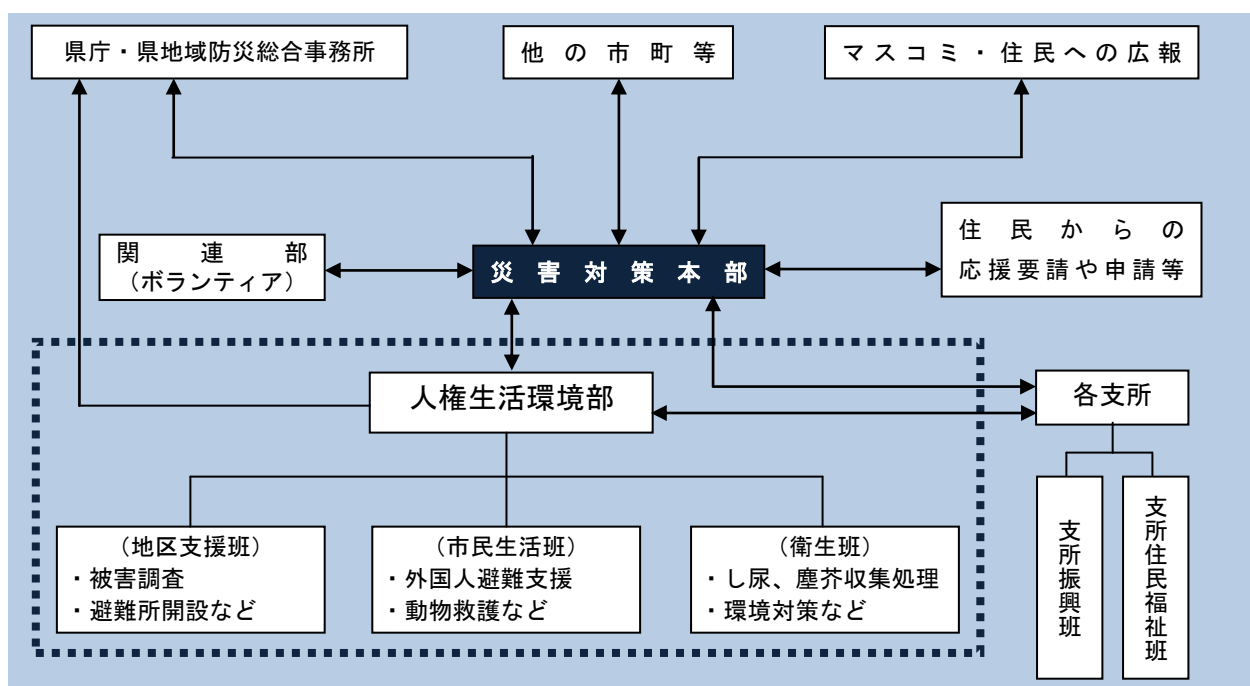 県庁・県地域防災総合事務所
他の市町等
マスコミ・住民への広報
関連部
（ボランティア）
災害対策本部
住民からの
応援要請や申請等
人権生活環境部
各支所
（地区支援班）
・被害調査
・避難所開設など
（市民生活班）
・外国人避難支援
・動物救護など
（衛生班）
・し尿、塵芥収集処理
・環境対策など
支所振興班
支所住民福祉班